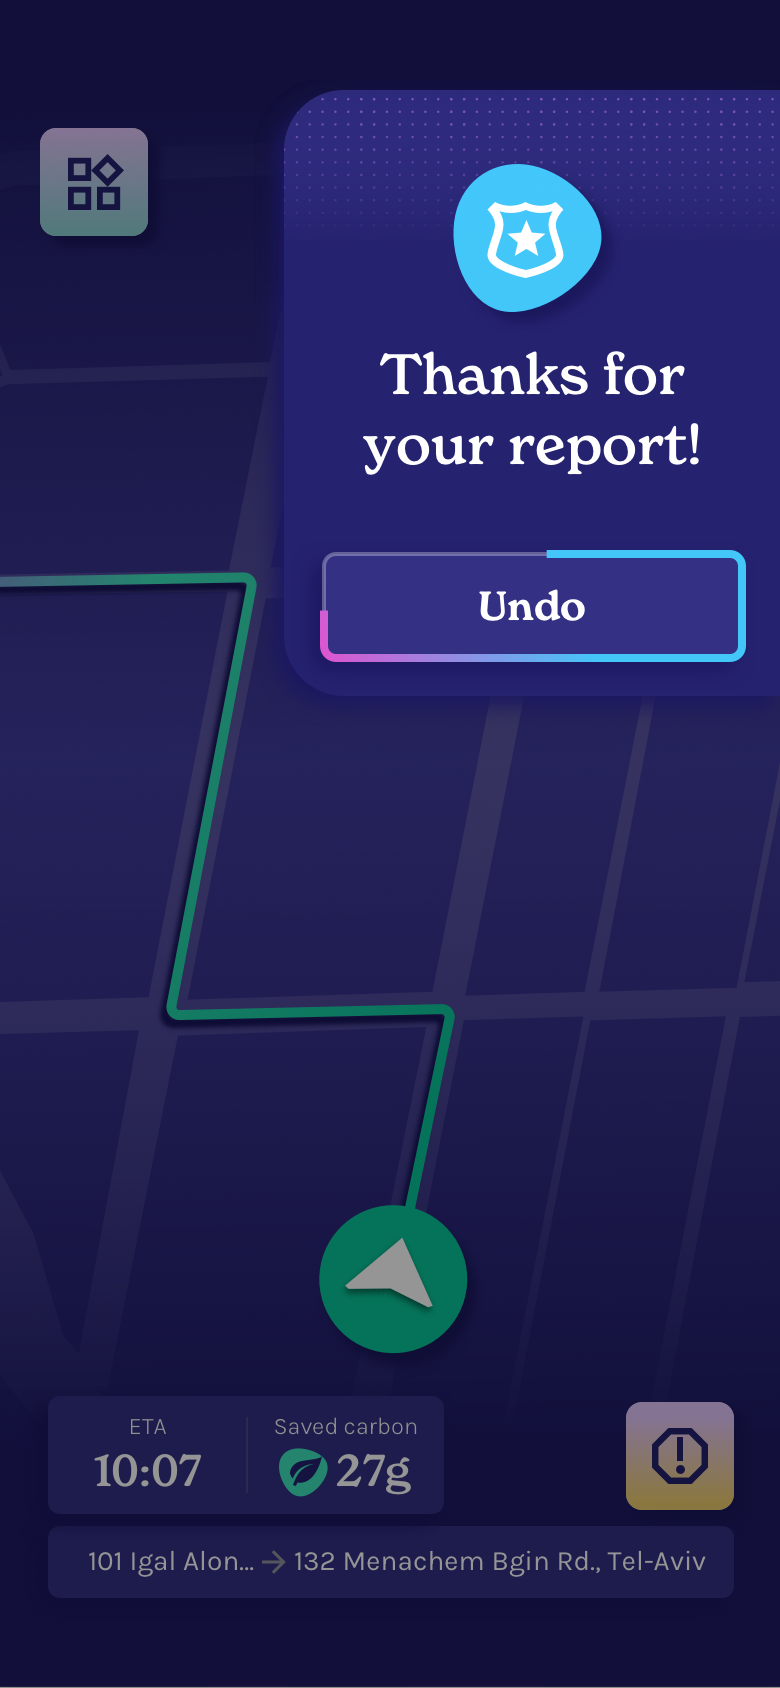 Thanks for
your report!
Undo
ETA
10:07
Saved carbon
27g
101 Igal Alon... → 132 Menachem Bgin Rd., Tel-Aviv